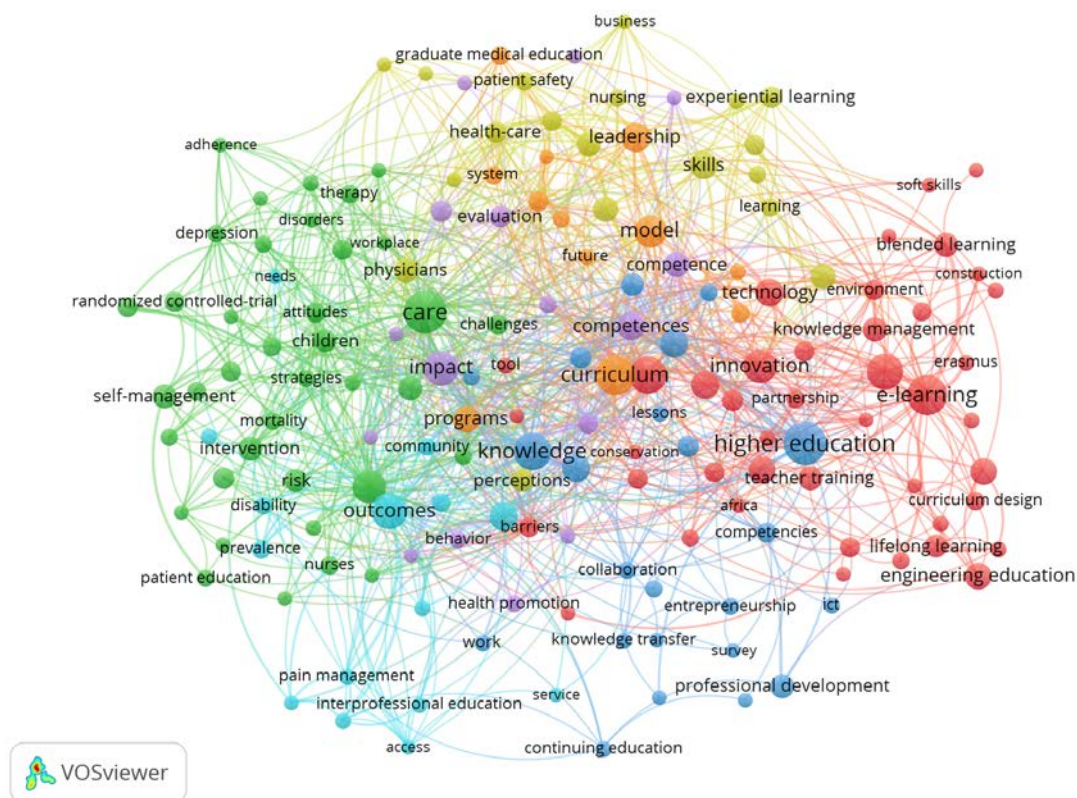 business
graduate medical education
patient safety
nursing
experiential learning
health-care
leadership
adherence
system
skills
therapy
soft skills
disorders
evaluation
learning
depression
workplace
model
blended learning
needs
physicians
future
competence
construction
randomized controlled-trial
technology
environment
attitudes
care
challenges
competences
knowledge management
children
impact
tool
curriculum
innovation
erasmus
strategies
e-learning
self-management
partnership
mortality
programs
lessons
intervention
community
knowledge
conservation
higher education
risk
perceptions
teacher training
disability
outcomes
africa
curriculum design
barriers
behavior
competencies
prevalence
lifelong learning
nurses
patient education
collaboration
engineering education
health promotion
entrepreneurship
ict
work
knowledge transfer
survey
pain management
professional development
interprofessional education
service
access
continuing education
VOSviewer